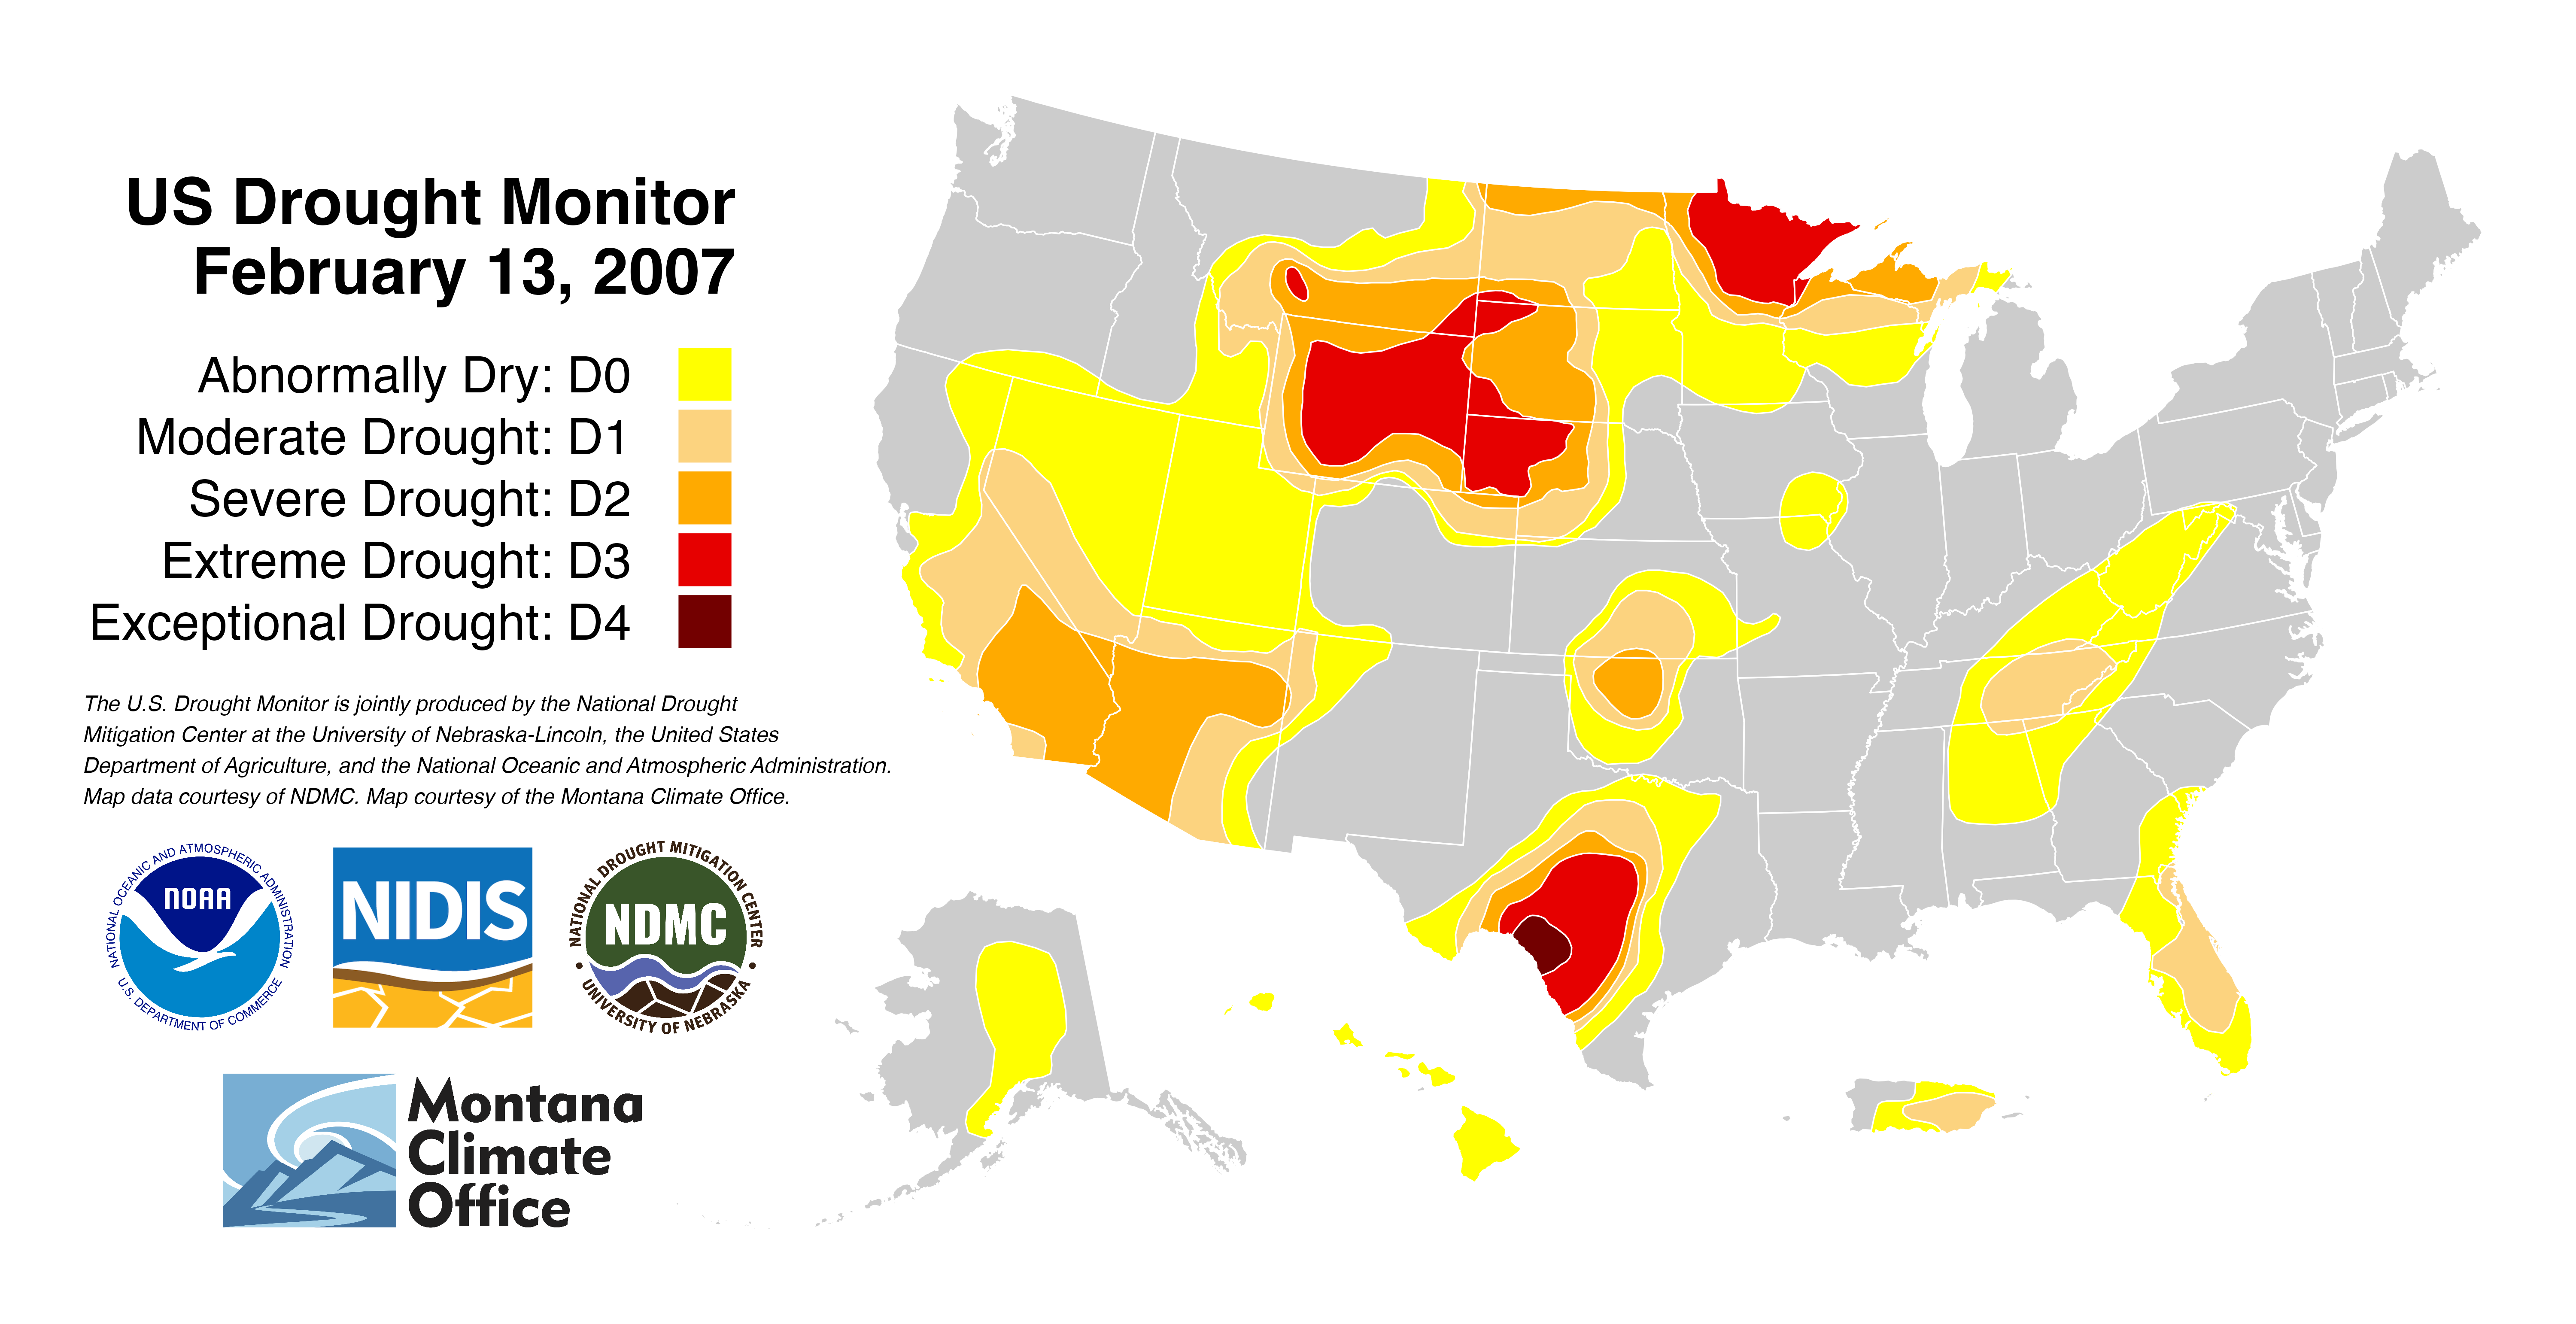 US Drought Monitor
February 13, 2007
Abnormally Dry: D0
Moderate Drought: D1
Severe Drought: D2
Extreme Drought: D3
Exceptional Drought: D4
The U.S. Drought Monitor is jointly produced by the National Drought
Mitigation Center at the University of Nebraska-Lincoln, the United States
Department of Agriculture, and the National Oceanic and Atmospheric Administration.
Map data courtesy of NDMC. Map courtesy of the Montana Climate Office.
NATIONAL OCEANIC AND ATMOSPHERIC ADMINISTRATION
NOAA
U.S. DEPARTMENT OF COMMERCE
NIDIS
NATIONAL DROUGHT MITIGATION CENTER
NDMC
UNIVERSITY OF NEBRASKA
Montana
Climate
Office